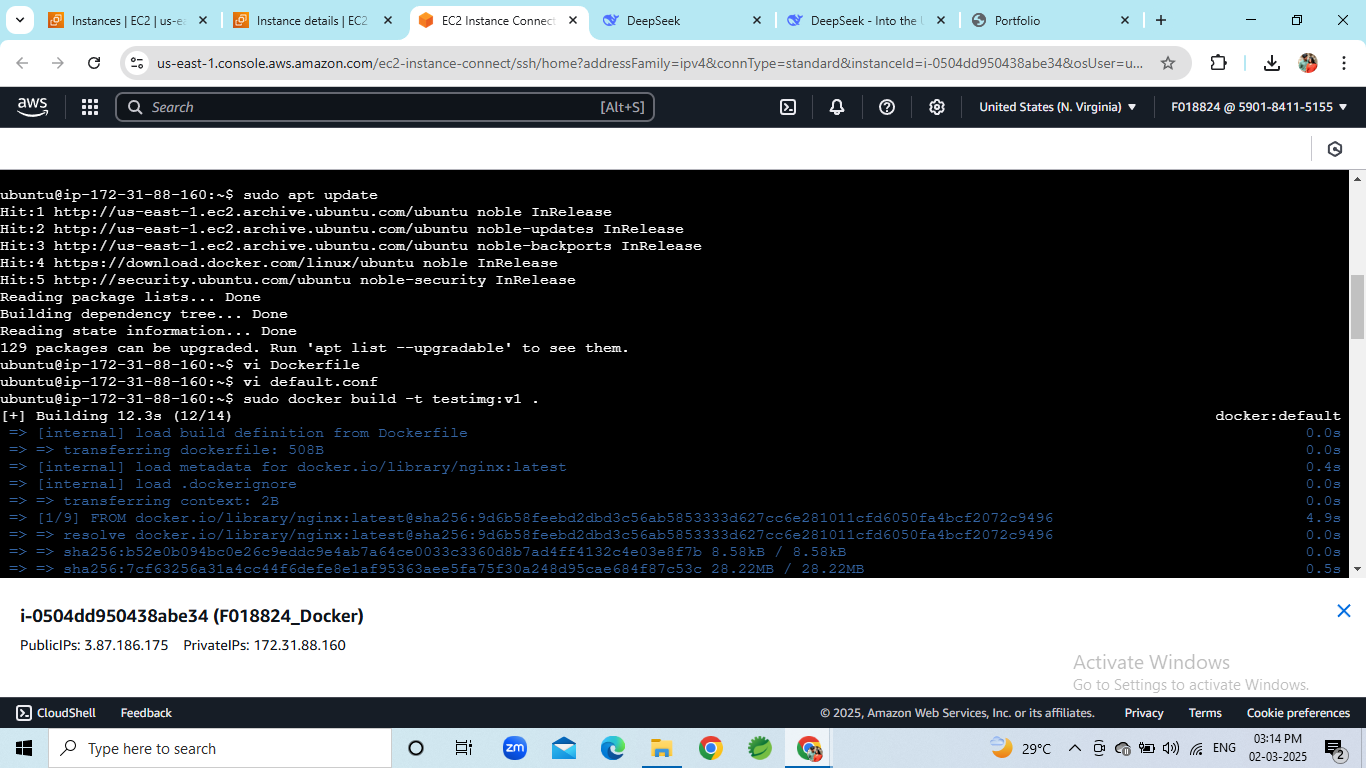 Instances | EC2 | us-ea
Instance details | EC2
EC2 Instance Connect
DeepSeek
DeepSeek - Into the U
Portfolio
us-east-1.console.aws.amazon.com/ec2-instance-connect/ssh/home?addressFamily=ipv4&connType=standard&instanceId=i-0504dd950438abe34&osUser=u...
aws
Search
[Alt+S]
United States (N. Virginia)
F018824 @ 5901-8411-5155
ubuntu@ip-172-31-88-160:~$ sudo apt update
Hit:1 http://us-east-1.ec2.archive.ubuntu.com/ubuntu noble InRelease
Hit:2 http://us-east-1.ec2.archive.ubuntu.com/ubuntu noble-updates InRelease
Hit:3 http://us-east-1.ec2.archive.ubuntu.com/ubuntu noble-backports InRelease
Hit:4 https://download.docker.com/linux/ubuntu noble InRelease
Hit:5 http://security.ubuntu.com/ubuntu noble-security InRelease
Reading package lists... Done
Building dependency tree... Done
Reading state information... Done
129 packages can be upgraded. Run 'apt list --upgradable' to see them.
ubuntu@ip-172-31-88-160:~$ vi Dockerfile
ubuntu@ip-172-31-88-160:~$ vi default.conf
ubuntu@ip-172-31-88-160:~$ sudo docker build -t testimg:v1 .
[+] Building 12.3s (12/14) docker:default
=> [internal] load build definition from Dockerfile 0.0s
=> => transferring dockerfile: 508B 0.0s
=> [internal] load metadata for docker.io/library/nginx:latest 0.4s
=> [internal] load .dockerignore 0.0s
=> => transferring context: 2B 0.0s
=> [1/9] FROM docker.io/library/nginx:latest@sha256:9d6b58feebd2dbd3c56ab5853333d627cc6e281011cfd6050fa4bcf2072c9496 4.9s
=> => resolve docker.io/library/nginx:latest@sha256:9d6b58feebd2dbd3c56ab5853333d627cc6e281011cfd6050fa4bcf2072c9496 0.0s
=> => sha256:b52e0b094bc0e26c9eddc9e4ab7a64ce0033c3360d8b7ad4ff4132c4e03e8f7b 8.58kB / 8.58kB 0.0s
=> => sha256:7cf63256a31a4cc44f6defe8e1af95363aee5fa75f30a248d95cae684f87c53c 28.22MB / 28.22MB 0.5s
i-0504dd950438abe34 (F018824_Docker)
PublicIPs: 3.87.186.175 PrivateIPs: 172.31.88.160
Activate Windows
Go to Settings to activate Windows.
CloudShell
Feedback
© 2025, Amazon Web Services, Inc. or its affiliates.
Privacy
Terms
Cookie preferences
Type here to search
zm
29°C
ENG
03:14 PM
02-03-2025
2